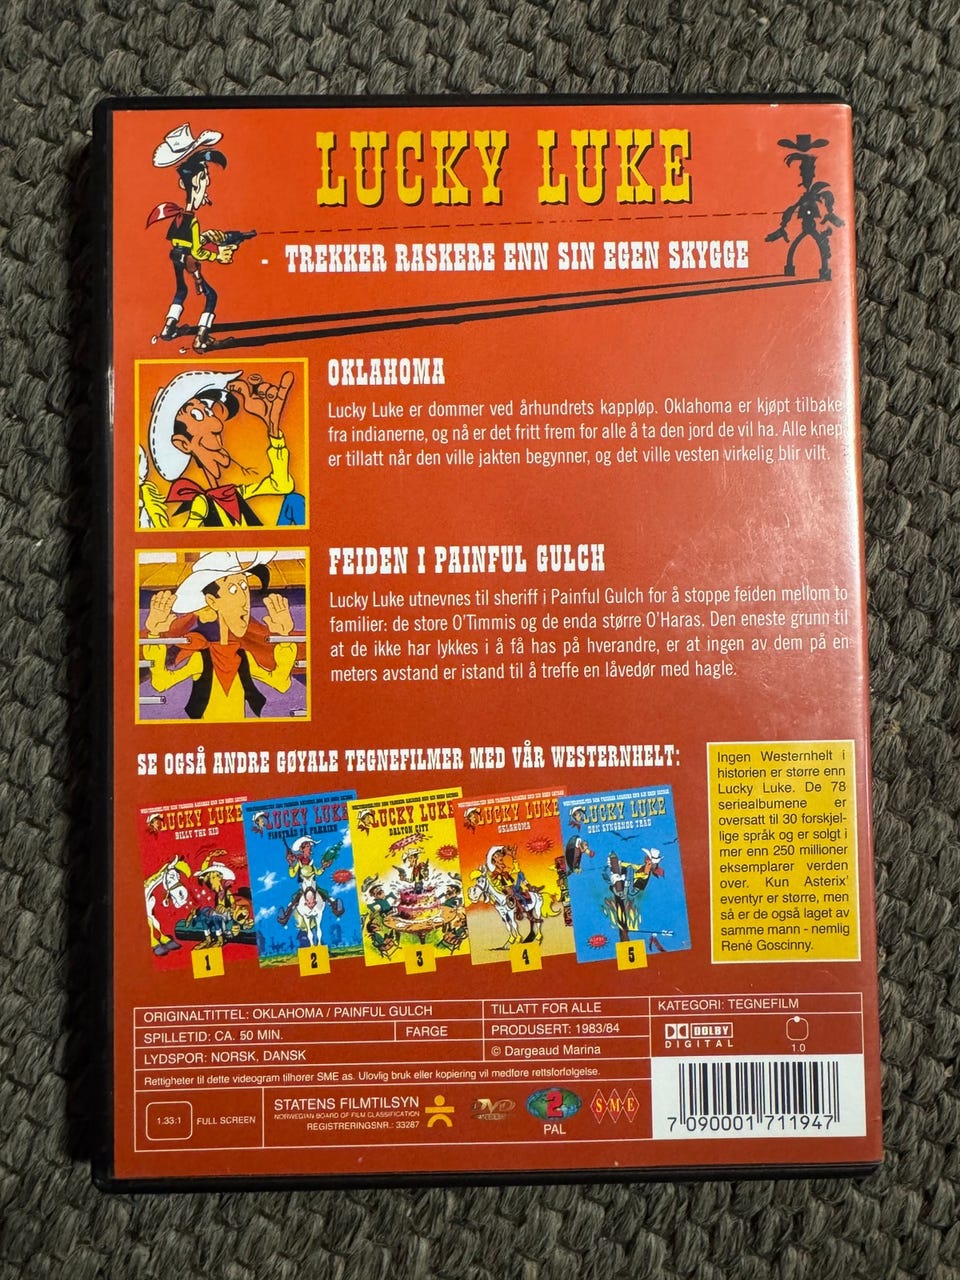 LUCKY LUKE
- TREKKER RASKERE ENN SIN EGEN SKYGGE
OKLAHOMA
Lucky Luke er dommer ved århundrets kappløp. Oklahoma er kjøpt tilbake
fra indianerne, og nå er det fritt frem for alle å ta den jord de vil ha. Alle knep
er tillatt når den ville jakten begynner, og det ville vesten virkelig blir vilt.
FEIDEN I PAINFUL GULCH
Lucky Luke utnevnes til sheriff i Painful Gulch for å stoppe feiden mellom to
familier: de store O'Timmis og de enda større O'Haras. Den eneste grunn til
at de ikke har lykkes i å få has på hverandre, er at ingen av dem på en
meters avstand er istand til å treffe en låvedør med hagle.
SE OGSÅ ANDRE GØYALE TEGNEFILMER MED VÅR WESTERNHELT:
LUCKY LUKE
BILLY THE KID
1
LUCKY LUKE
FINGTRÅD PÅ PRÆRIEN
2
LUCKY LUKE
DALTON CITY
3
LUCKY LUKE
OKLAHOMA
4
LUCKY LUKE
DEN SYNGENDE TRÅD
5
Ingen Westernhelt i
historien er større enn
Lucky Luke. De 78
seriealbumene er
oversatt til 30 forskjel-
lige språk og er solgt i
mer enn 250 millioner
eksemplarer verden
over. Kun Asterix'
eventyr er større, men
så er de også laget av
samme mann - nemlig
René Goscinny.
ORIGINALTITTEL: OKLAHOMA / PAINFUL GULCH
TILLATT FOR ALLE
KATEGORI: TEGNEFILM
SPILLETID: CA. 50 MIN.
FARGE
PRODUSERT: 1983/84
DOLBY
DIGITAL
1.0
LYDSPOR: NORSK, DANSK
© Dargeaud Marina
Rettigheter til dette videogram tilhorer SME as. Ulovlig bruk eller kopiering vil medføre rettsforfølgelse.
1.33:1
FULL SCREEN
STATENS FILMTILSYN
NORWEGIAN BOARD OF FILM CLASSIFICATION
REGISTRERINGSNR.: 33287
DVD
VIDEO
2
PAL
SME
7 090001 711947